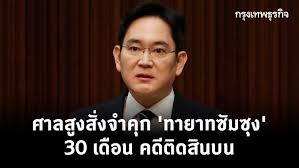 กรุงเทพธุรกิจ
ศาลสูงสั่งจำคุก 'ทายาทซัมซุง'
30 เดือน คดีติดสินบน